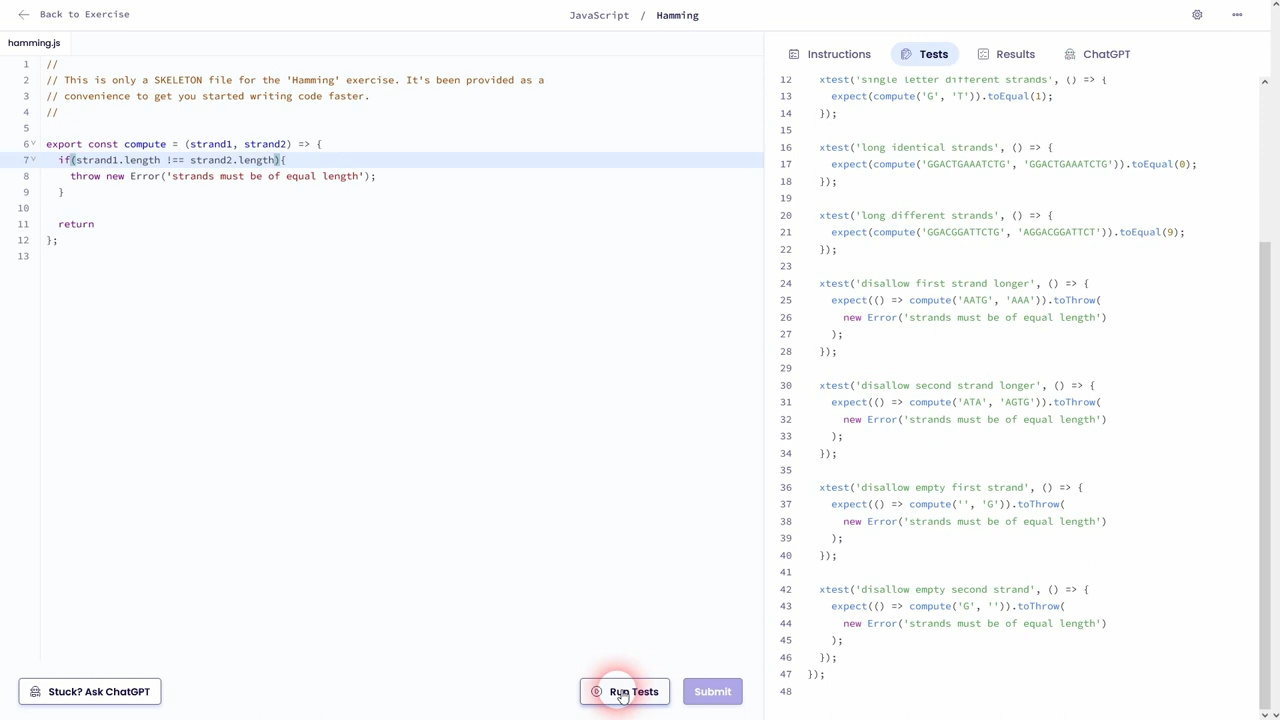 Back to Exercise
JavaScript / Hamming
hamming.js
1 //
2 // This is only a SKELETON file for the 'Hamming' exercise. It's been provided as a
3 // convenience to get you started writing code faster.
4 //
5
6 export const compute = (strand1, strand2) => {
7 if(strand1.length !== strand2.length){
8 throw new Error('strands must be of equal length');
9 }
10
11 return
12 };
13
Stuck? Ask ChatGPT
Run Tests
Submit
Instructions
Tests
Results
ChatGPT
12 xtest('single letter different strands', () => {
13 expect(compute('G', 'T')).toEqual(1);
14 });
15
16 xtest('long identical strands', () => {
17 expect(compute('GGACTGAAATCTG', 'GGACTGAAATCTG')).toEqual(0);
18 });
19
20 xtest('long different strands', () => {
21 expect(compute('GGACGGATTCTG', 'AGGACGGATTCT')).toEqual(9);
22 });
23
24 xtest('disallow first strand longer', () => {
25 expect(() => compute('AATG', 'AAA')).toThrow(
26 new Error('strands must be of equal length')
27 );
28 });
29
30 xtest('disallow second strand longer', () => {
31 expect(() => compute('ATA', 'AGTG')).toThrow(
32 new Error('strands must be of equal length')
33 );
34 });
35
36 xtest('disallow empty first strand', () => {
37 expect(() => compute('', 'G')).toThrow(
38 new Error('strands must be of equal length')
39 );
40 });
41
42 xtest('disallow empty second strand', () => {
43 expect(() => compute('G', '')).toThrow(
44 new Error('strands must be of equal length')
45 );
46 });
47 });
48